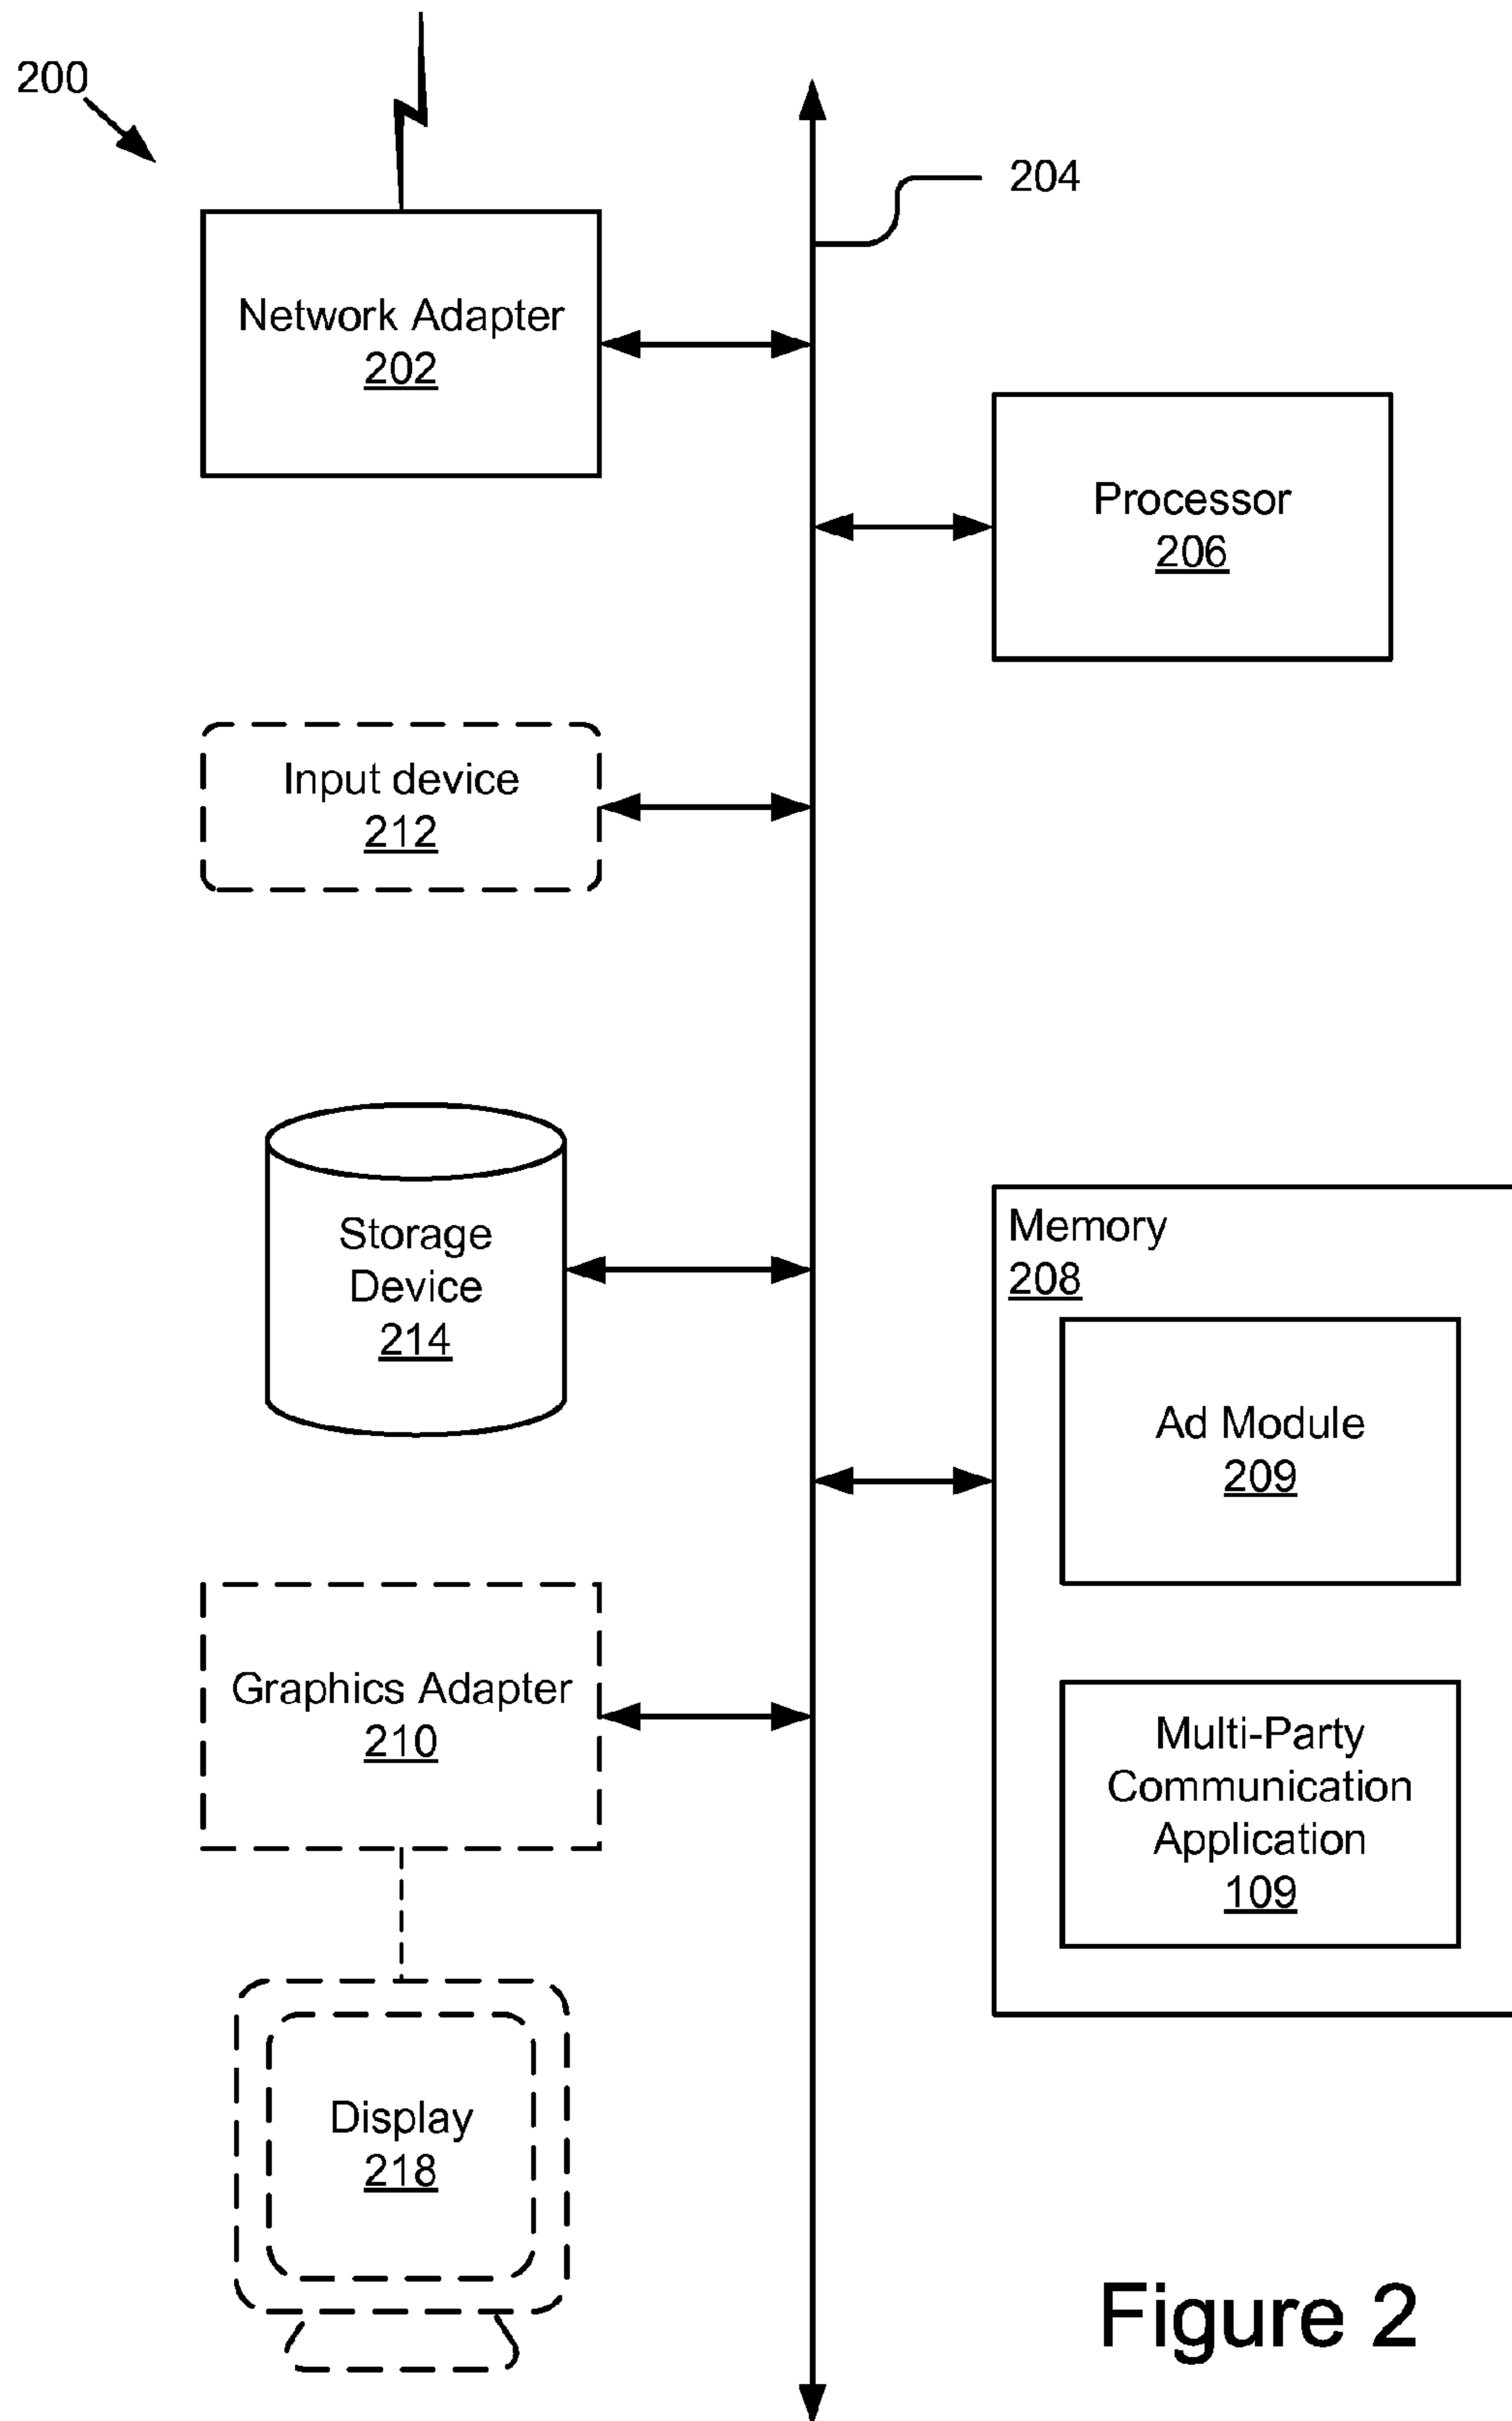 200
204
Network Adapter
202
Processor
206
Input device
212
Storage
Device
214
Memory
208
Ad Module
209
Graphics Adapter
210
Multi-Party
Communication
Application
109
Display
218
Figure 2